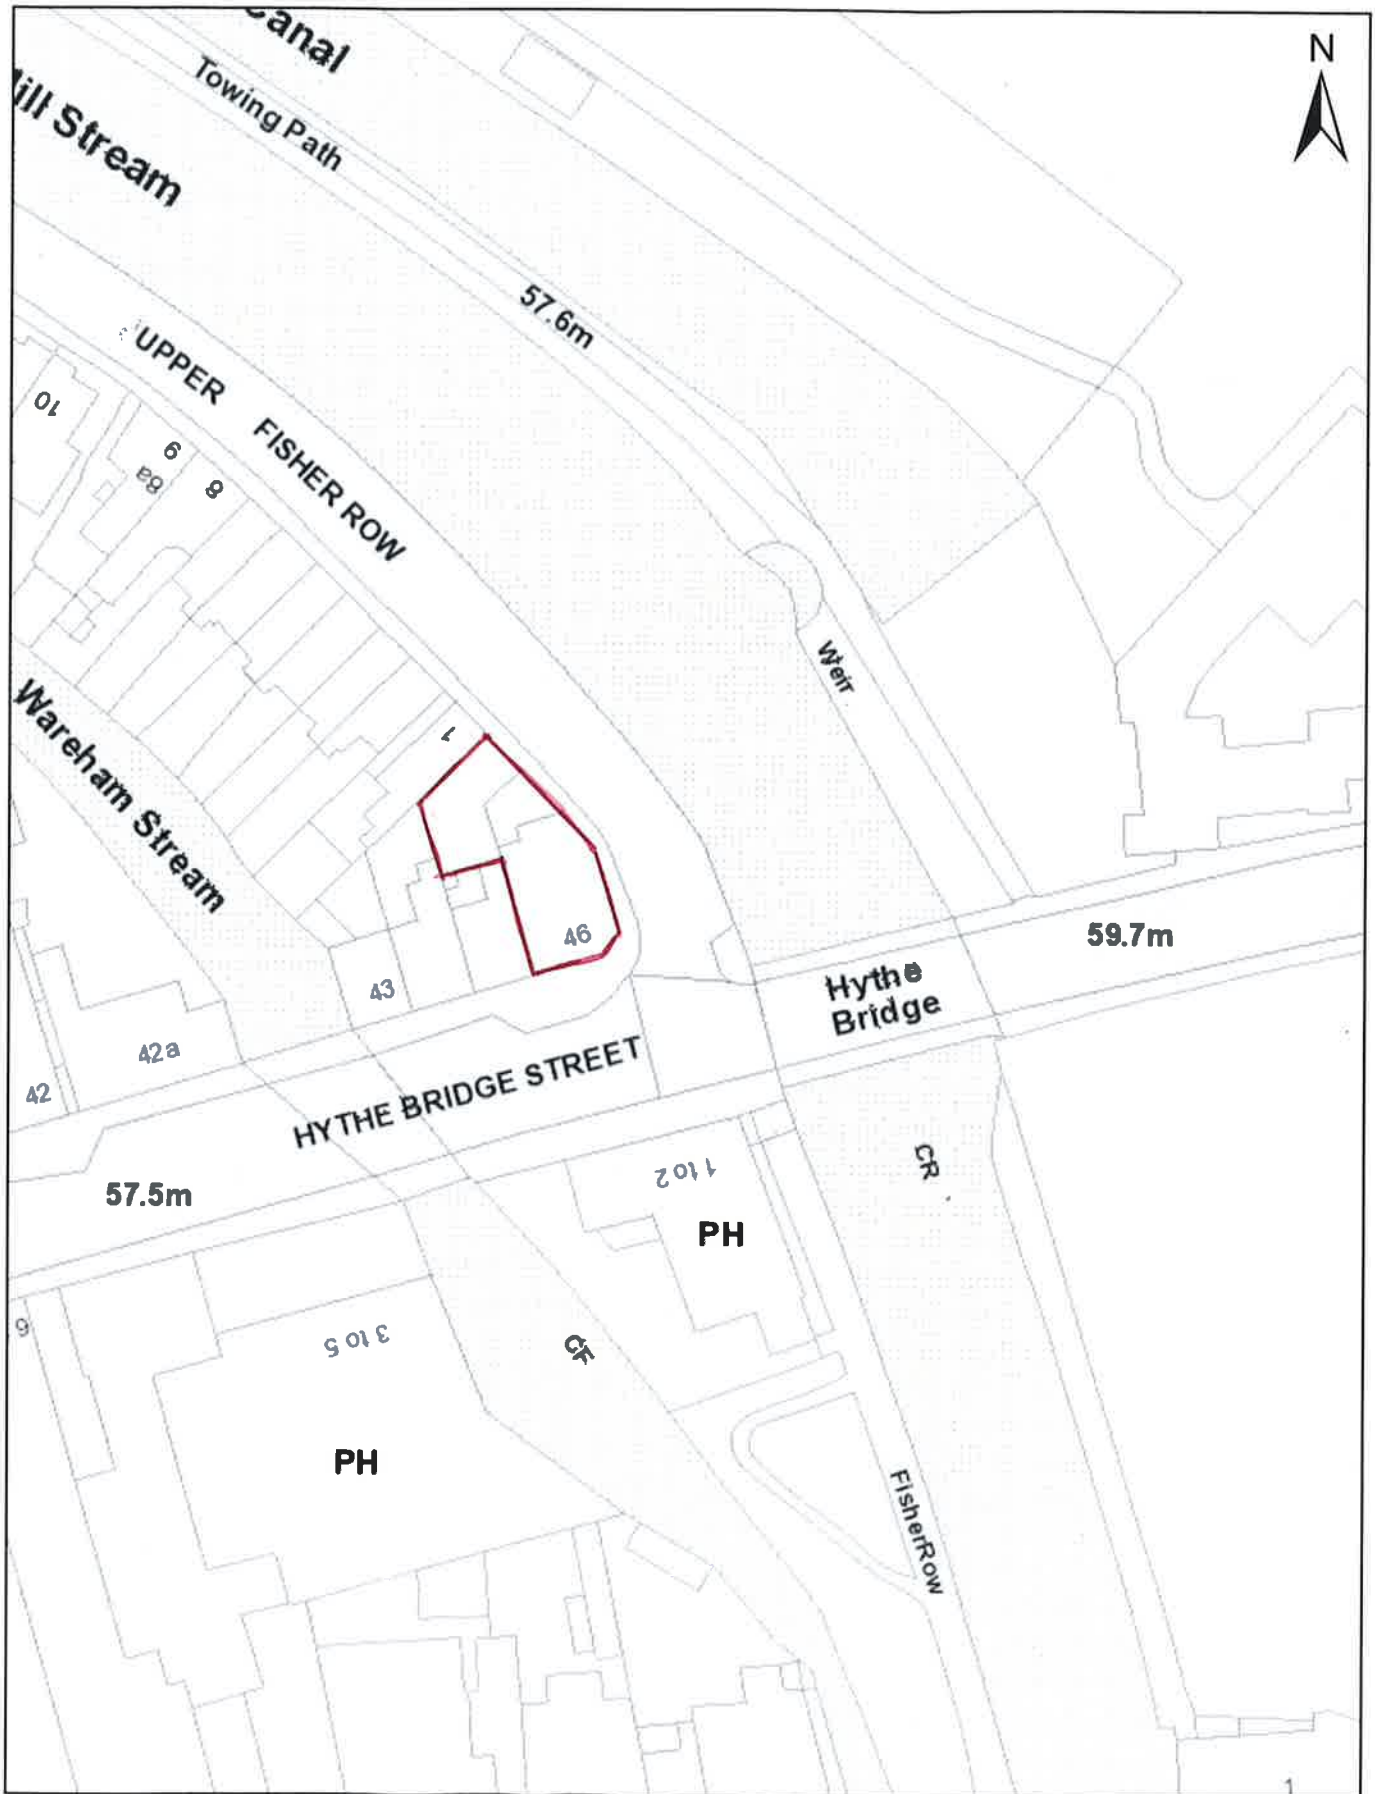 Canal
N
Towing Path
Mill Stream
57.6m
UPPER FISHER ROW
10
9
8a
8
Weir
Wareham Stream
1
46
59.7m
Hythe
Bridge
43
42a
42
HYTHE BRIDGE STREET
CR
1 to 2
57.5m
PH
3 to 5
CF
PH
Fisher Row
1